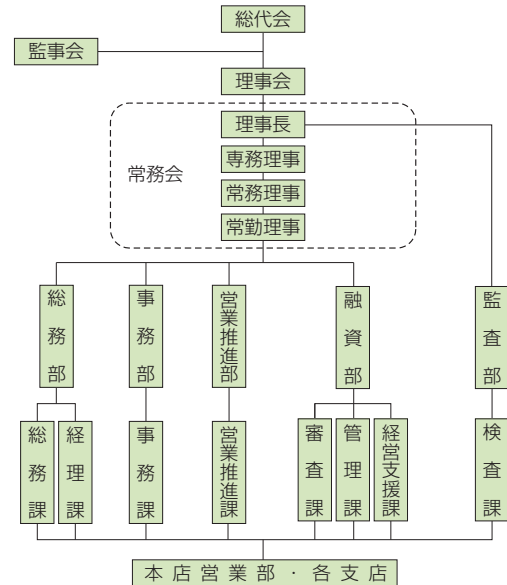 総代会
監事会
理事会
理事長
専務理事
常務会
常務理事
常勤理事
総務部
事務部
営業推進部
融資部
監査部
総務課
経理課
事務課
営業推進課
審査課
管理課
経営支援課
検査課
本店営業部・各支店